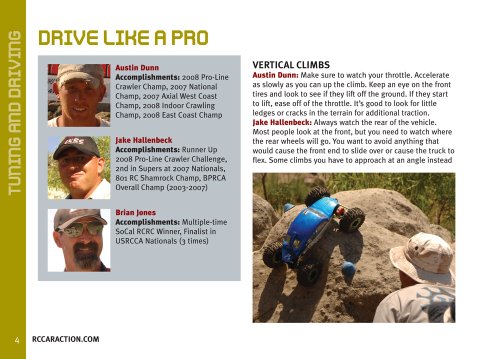 TUNING AND DRIVING
DRIVE LIKE A PRO
Austin Dunn
Accomplishments: 2008 Pro-Line
Crawler Champ, 2007 National
Champ, 2007 Axial West Coast
Champ, 2008 Indoor Crawling
Champ, 2008 East Coast Champ
Jake Hallenbeck
Accomplishments: Runner Up
2008 Pro-Line Crawler Challenge,
2nd in Supers at 2007 Nationals,
801 RC Shamrock Champ, BPRCA
Overall Champ (2003-2007)
Brian Jones
Accomplishments: Multiple-time
SoCal RCRC Winner, Finalist in
USRCCA Nationals (3 times)
VERTICAL CLIMBS
Austin Dunn: Make sure to watch your throttle. Accelerate
as slowly as you can up the climb. Keep an eye on the front
tires and look to see if they lift off the ground. If they start
to lift, ease off of the throttle. It's good to look for little
ledges or cracks in the terrain for additional traction.
Jake Hallenbeck: Always watch the rear of the vehicle.
Most people look at the front, but you need to watch where
the rear wheels will go. You want to avoid anything that
would cause the front end to slide over or cause the truck to
flex. Some climbs you have to approach at an angle instead
4
RCCARACTION.COM